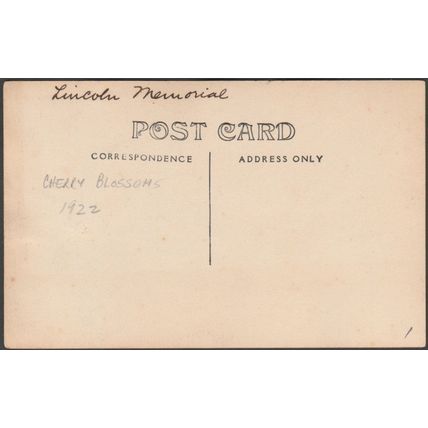 Lincoln Memorial
POST CARD
CORRESPONDENCE
ADDRESS ONLY
CHERRY BLOSSOMS
1922
1